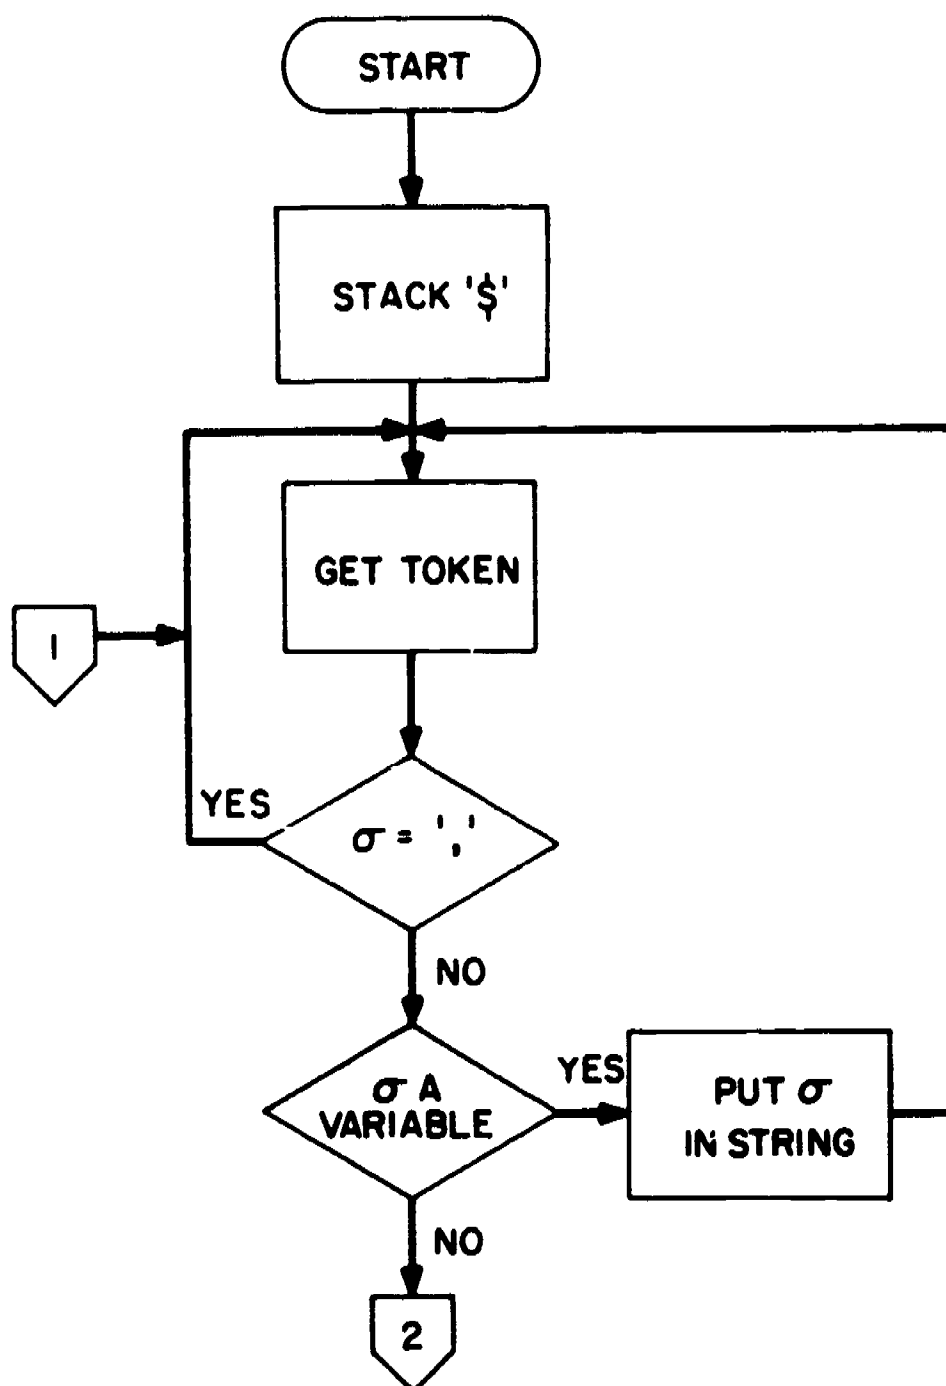 START
STACK '$'
GET TOKEN
1
YES
σ = ','
NO
σ A
VARIABLE
YES
PUT σ
IN STRING
NO
2